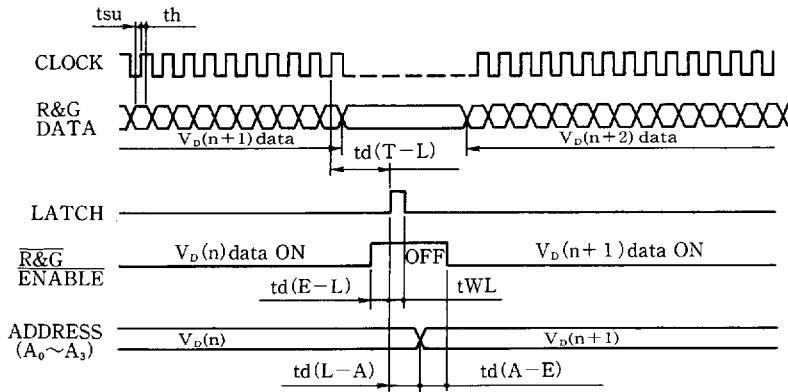 tsu th
CLOCK
R&G
DATA
V_D(n+1) data V_D(n+2) data
td(T−L)
LATCH
R&G
ENABLE
V_D(n) data ON OFF V_D(n+1) data ON
td(E−L) tWL
ADDRESS
(A₀～A₃)
V_D(n) V_D(n+1)
td(L−A) td(A−E)